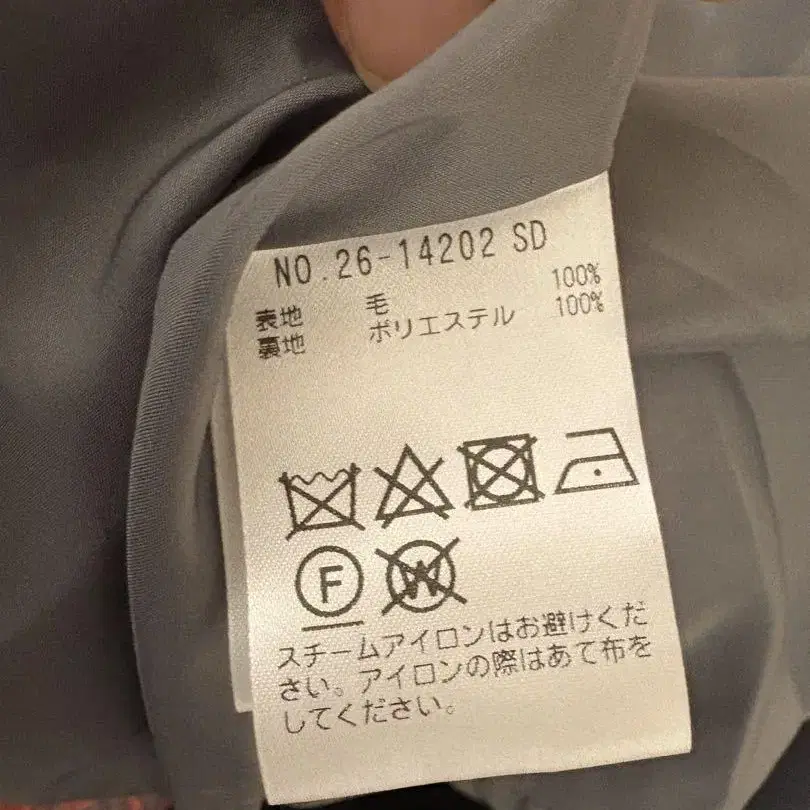 NO.26-14202 SD
表地 毛 100%
裏地 ポリエステル 100%
F W
スチームアイロンはお避けくだ
さい。アイロンの際はあて布を
してください。